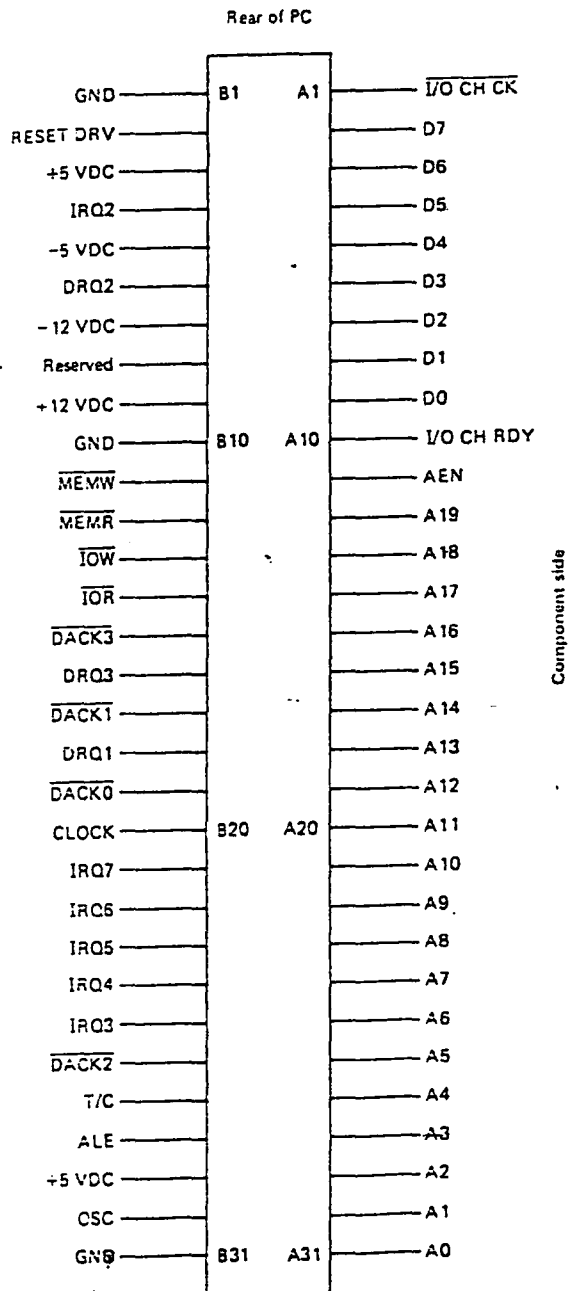 Rear of PC
GND B1 A1 I/O CH CK
RESET DRV D7
+5 VDC D6
IRQ2 D5
-5 VDC D4
DRQ2 D3
-12 VDC D2
Reserved D1
+12 VDC D0
GND B10 A10 I/O CH RDY
MEMW AEN
MEMR A19
IOW A18
IOR A17
DACK3 A16
DRQ3 A15
DACK1 A14
DRQ1 A13
DACK0 A12
CLOCK B20 A20 A11
IRQ7 A10
IRQ6 A9
IRQ5 A8
IRQ4 A7
IRQ3 A6
DACK2 A5
T/C A4
ALE A3
+5 VDC A2
OSC A1
GND B31 A31 A0
Component side